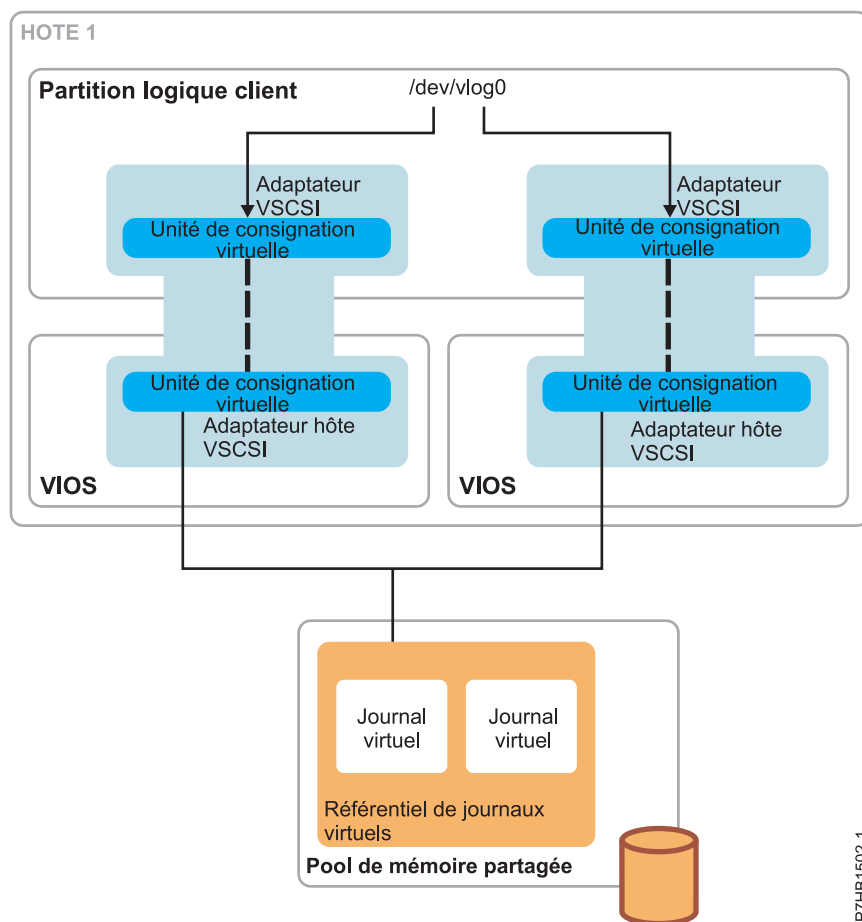 HOTE 1
Partition logique client
/dev/vlog0
Adaptateur
VSCSI
Unité de consignation
virtuelle
Adaptateur
VSCSI
Unité de consignation
virtuelle
Unité de consignation
virtuelle
Adaptateur hôte
VSCSI
VIOS
Unité de consignation
virtuelle
Adaptateur hôte
VSCSI
VIOS
Journal
virtuel
Journal
virtuel
Référentiel de journaux
virtuels
Pool de mémoire partagée
P7HB1502-1